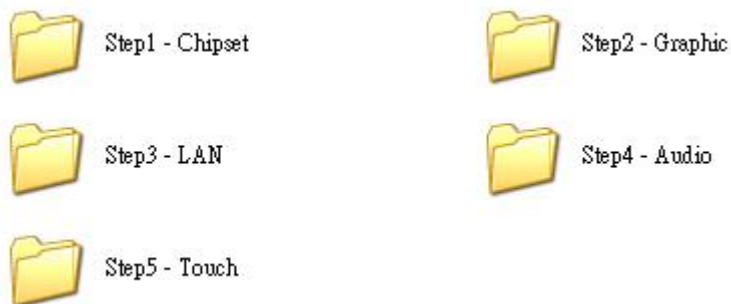 Step1 - Chipset
Step2 - Graphic
Step3 - LAN
Step4 - Audio
Step5 - Touch